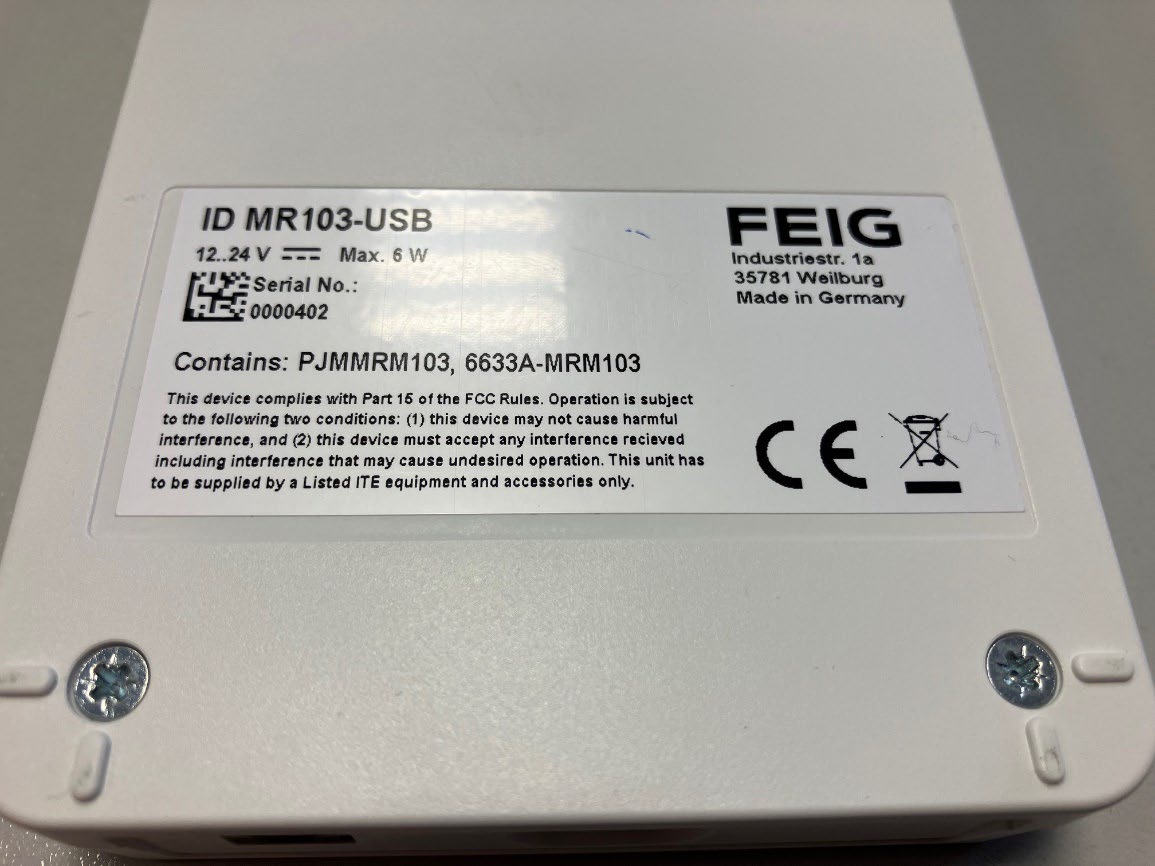 ID MR103-USB
12..24 V Max. 6 W
Serial No.:
0000402
FEIG
Industriestr. 1a
35781 Weilburg
Made in Germany
Contains: PJMMRM103, 6633A-MRM103
This device complies with Part 15 of the FCC Rules. Operation is subject
to the following two conditions: (1) this device may not cause harmful
interference, and (2) this device must accept any interference recieved
including interference that may cause undesired operation. This unit has
to be supplied by a Listed ITE equipment and accessories only.
CE